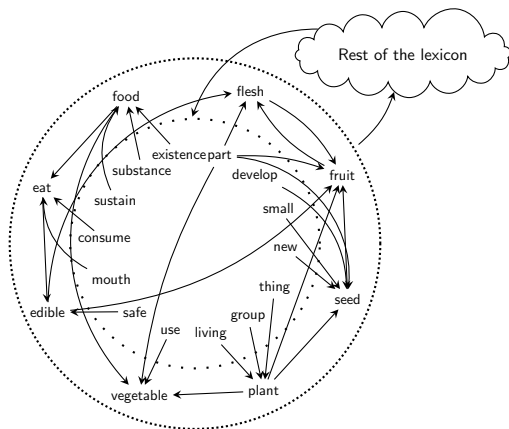 Rest of the lexicon
food
flesh
existence
part
substance
develop
fruit
eat
sustain
small
consume
new
mouth
thing
seed
edible
safe
group
use
living
vegetable
plant